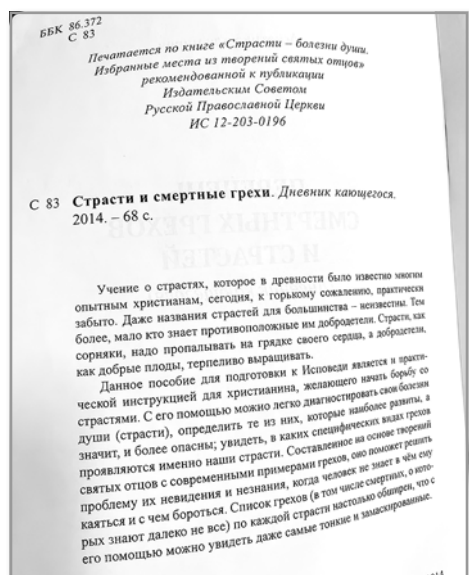 ББК 86.372
С 83
Печатается по книге «Страсти – болезни души.
Избранные места из творений святых отцов»
рекомендованной к публикации
Издательским Советом
Русской Православной Церкви
ИС 12-203-0196
С 83 Страсти и смертные грехи. Дневник кающегося.
2014. – 68 с.
Учение о страстях, которое в древности было известно многим
опытным христианам, сегодня, к горькому сожалению, практически
забыто. Даже названия страстей для большинства – неизвестны. Тем
более, мало кто знает противоположные им добродетели. Страсти, как
сорняки, надо пропалывать на грядке своего сердца, а добродетели,
как добрые плоды, терпеливо выращивать.
Данное пособие для подготовки к Исповеди является и практи-
ческой инструкцией для христианина, желающего начать борьбу со
страстями. С его помощью можно легко диагностировать свои болезни
души (страсти), определить те из них, которые наиболее развиты, а
значит, и более опасны; увидеть, в каких специфических видах грехов
проявляются именно наши страсти. Составленное на основе творений
святых отцов с современными примерами грехов, оно поможет решить
проблему их невидения и незнания, когда человек не знает в чём ему
каяться и с чем бороться. Список грехов (в том числе смертных, о кото-
рых знают далеко не все) по каждой страсти настолько обширен, что с
его помощью можно увидеть даже самые тонкие и замаскированные.